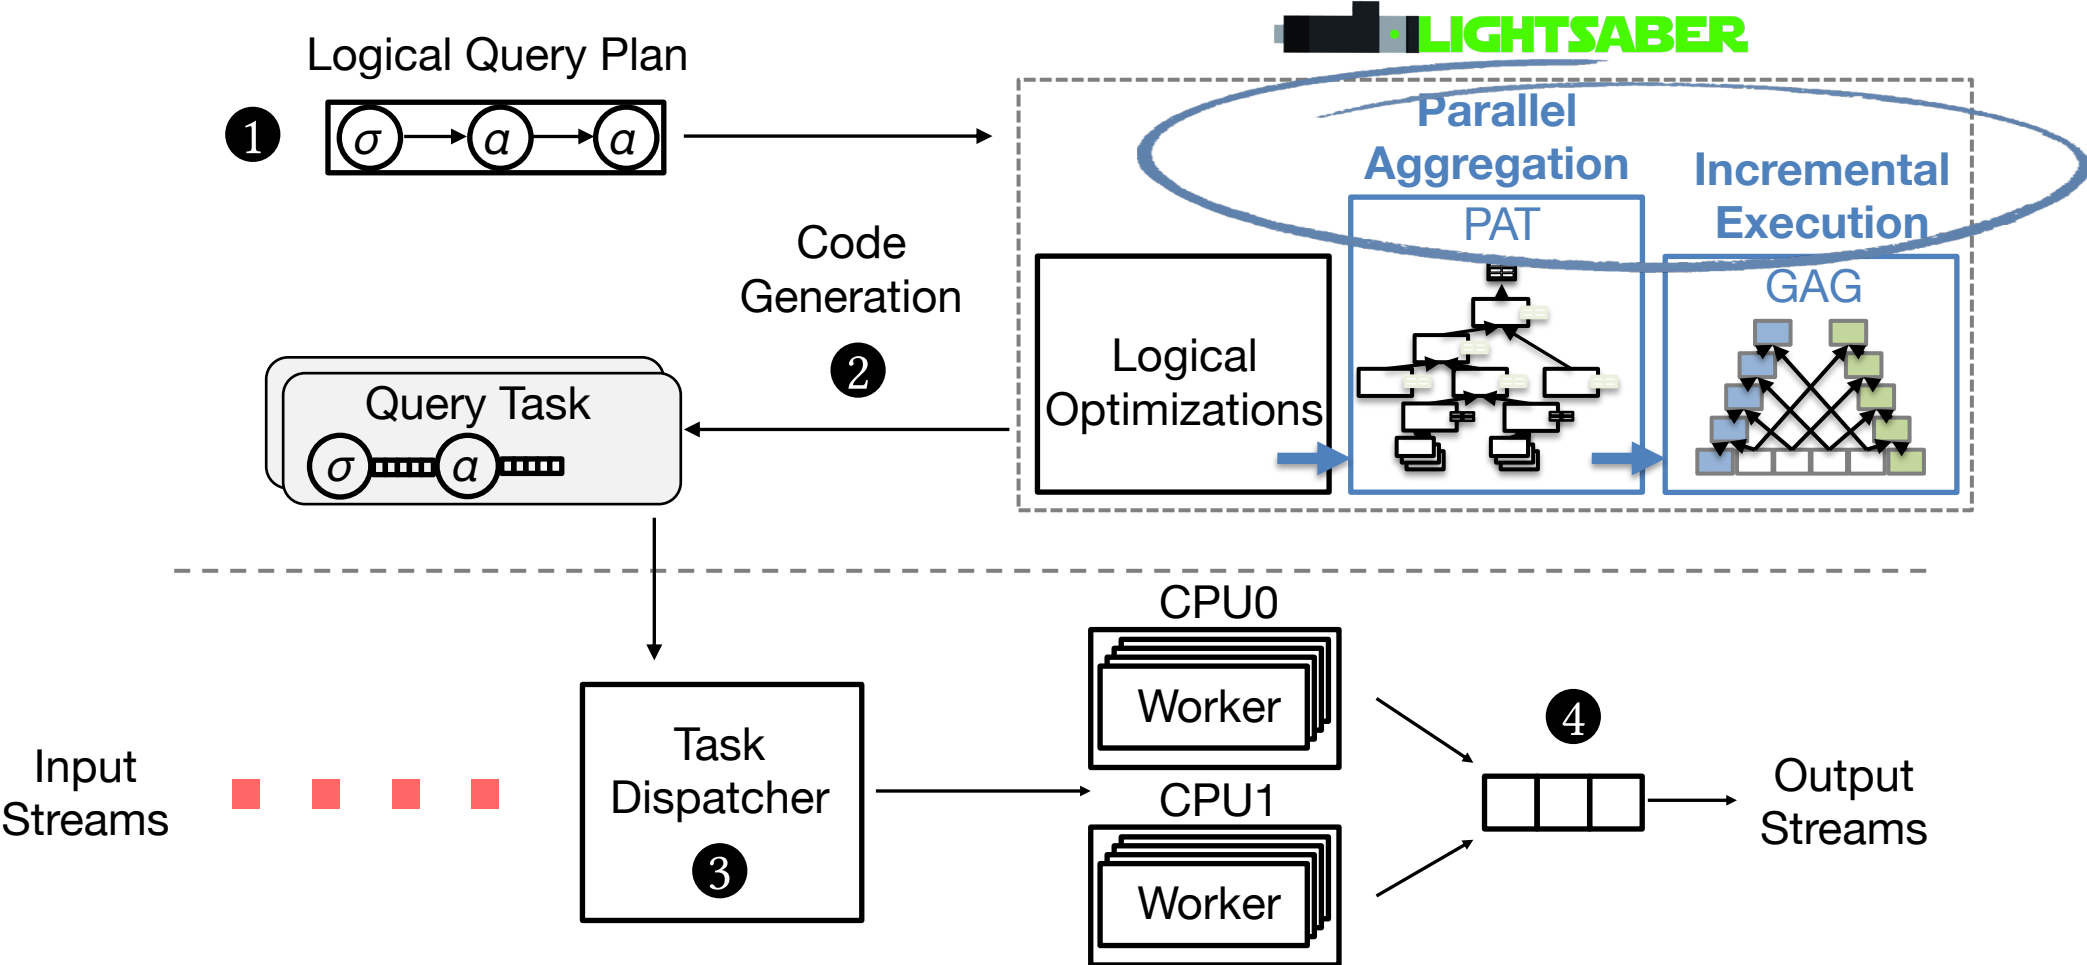 LIGHTSABER
Logical Query Plan
1
σ α α
Parallel
Aggregation
Incremental
Execution
PAT
GAG
Code
Generation
2
Logical
Optimizations
Query Task
σ α
CPU0
Worker
Task
Dispatcher
3
Input
Streams
CPU1
Worker
4
Output
Streams